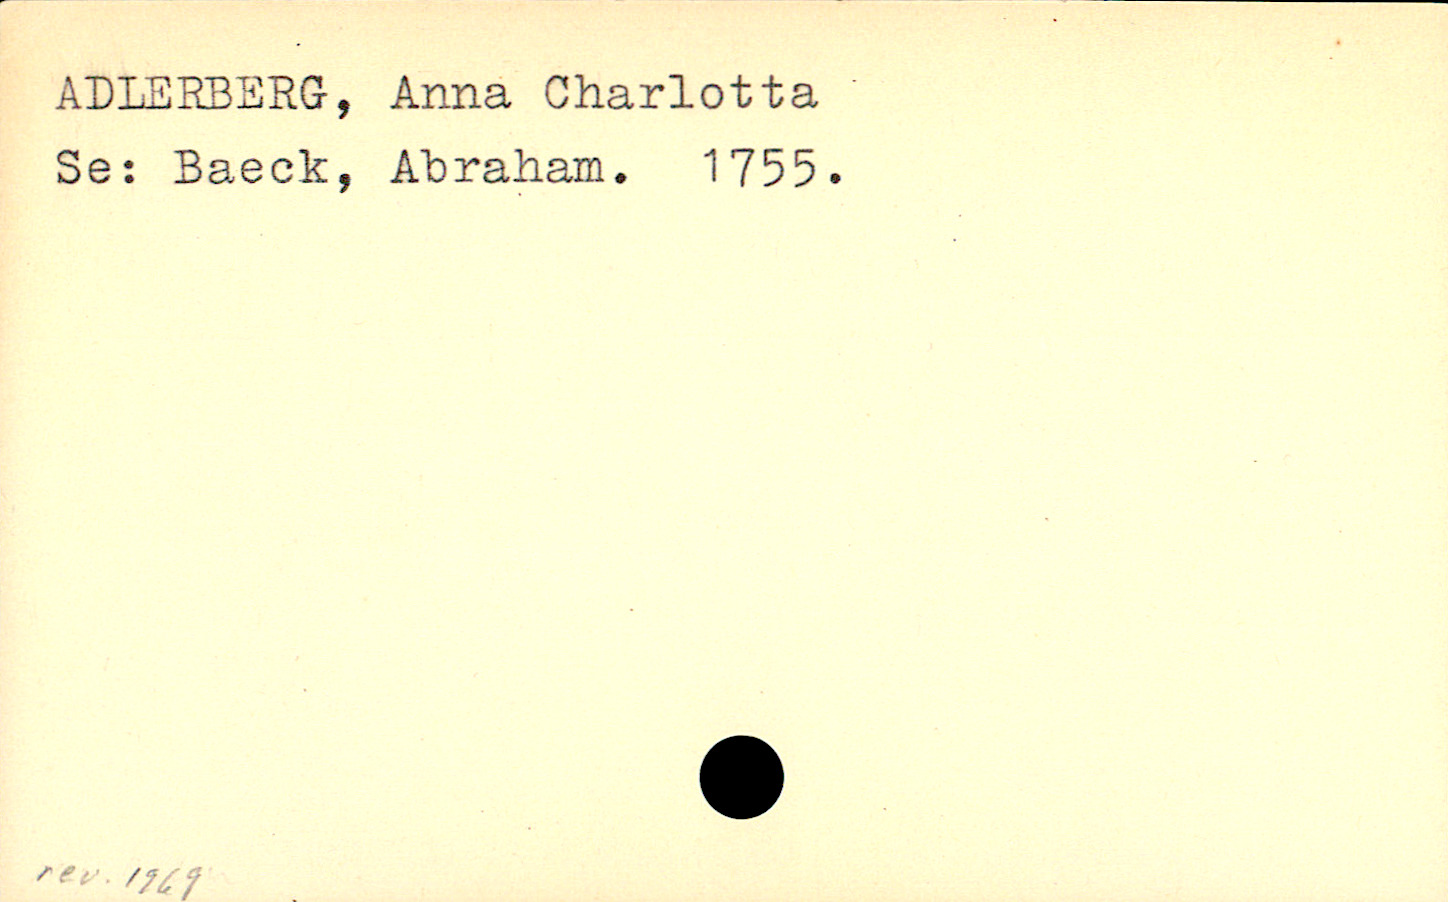 ADLERBERG, Anna Charlotta
Se: Baeck, Abraham. 1755.
rev. 1969